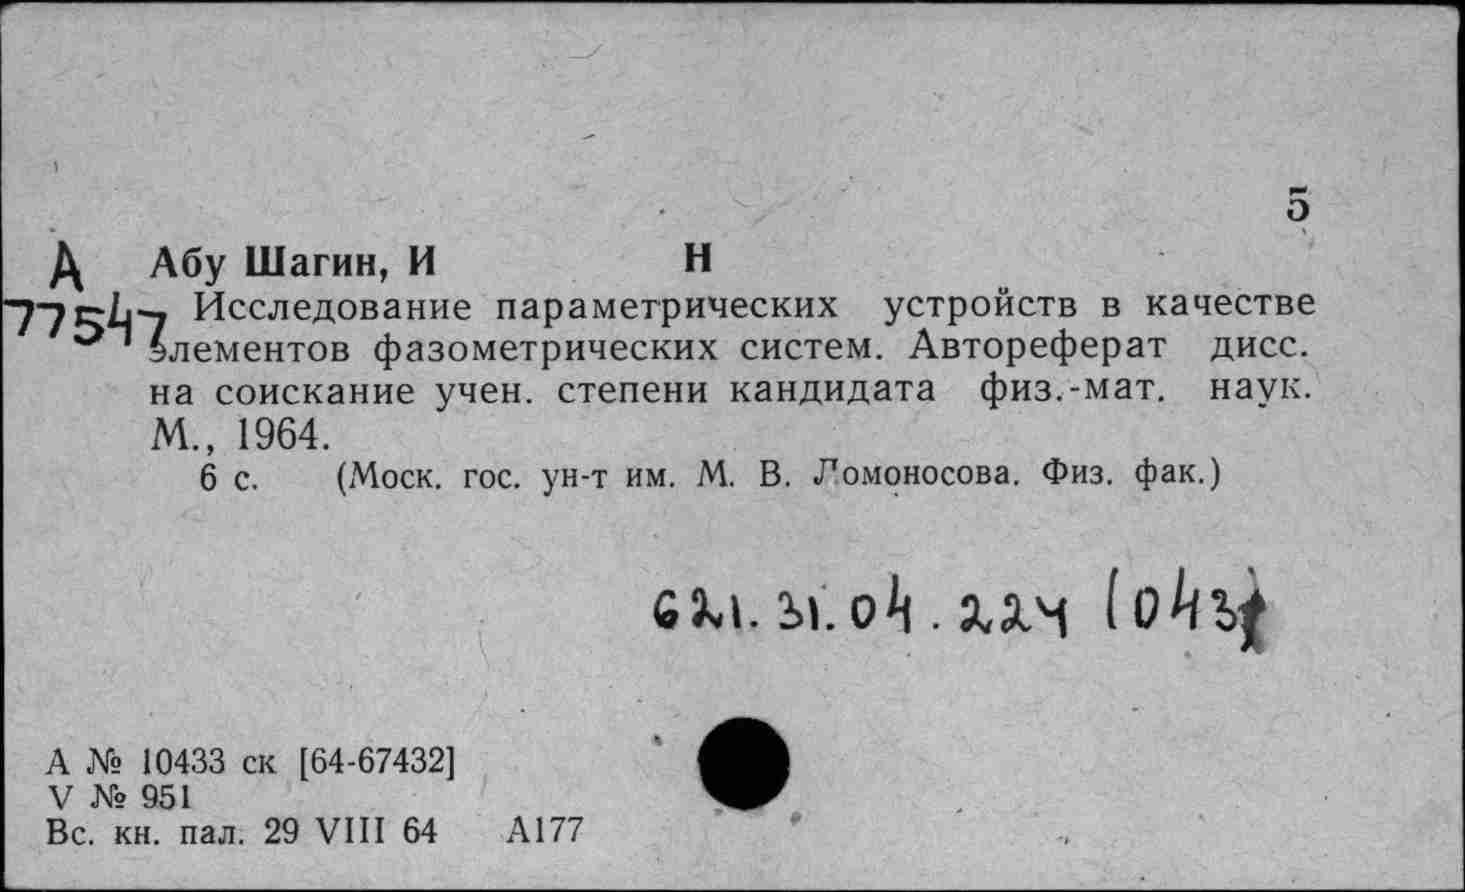 5
А Абу Шагин, И Н
77547 Исследование параметрических устройств в качестве
элементов фазометрических систем. Автореферат дисс.
на соискание учен. степени кандидата физ.-мат. наук.
М., 1964.
6 с. (Моск. гос. ун-т им. М. В. Ломоносова. Физ. фак.)
621.31.04.224 (043)
А № 10433 ск [64-67432]
V № 951
Вс. кн. пал. 29 VIII 64 А177